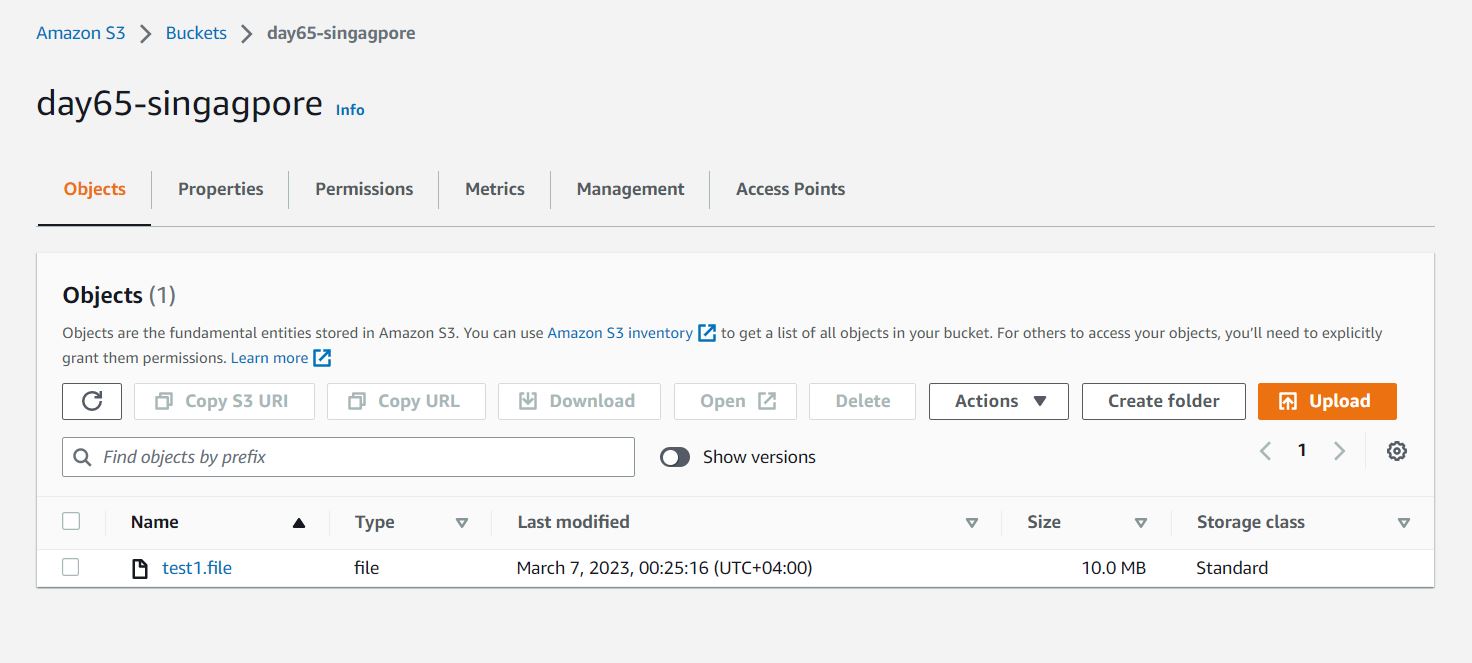 Amazon S3 > Buckets > day65-singagpore
day65-singagpore Info
Objects Properties Permissions Metrics Management Access Points
Objects (1)
Objects are the fundamental entities stored in Amazon S3. You can use Amazon S3 inventory to get a list of all objects in your bucket. For others to access your objects, you’ll need to explicitly
grant them permissions. Learn more
Copy S3 URI Copy URL Download Open Delete Actions Create folder Upload
Find objects by prefix Show versions 1
Name Type Last modified Size Storage class
test1.file file March 7, 2023, 00:25:16 (UTC+04:00) 10.0 MB Standard